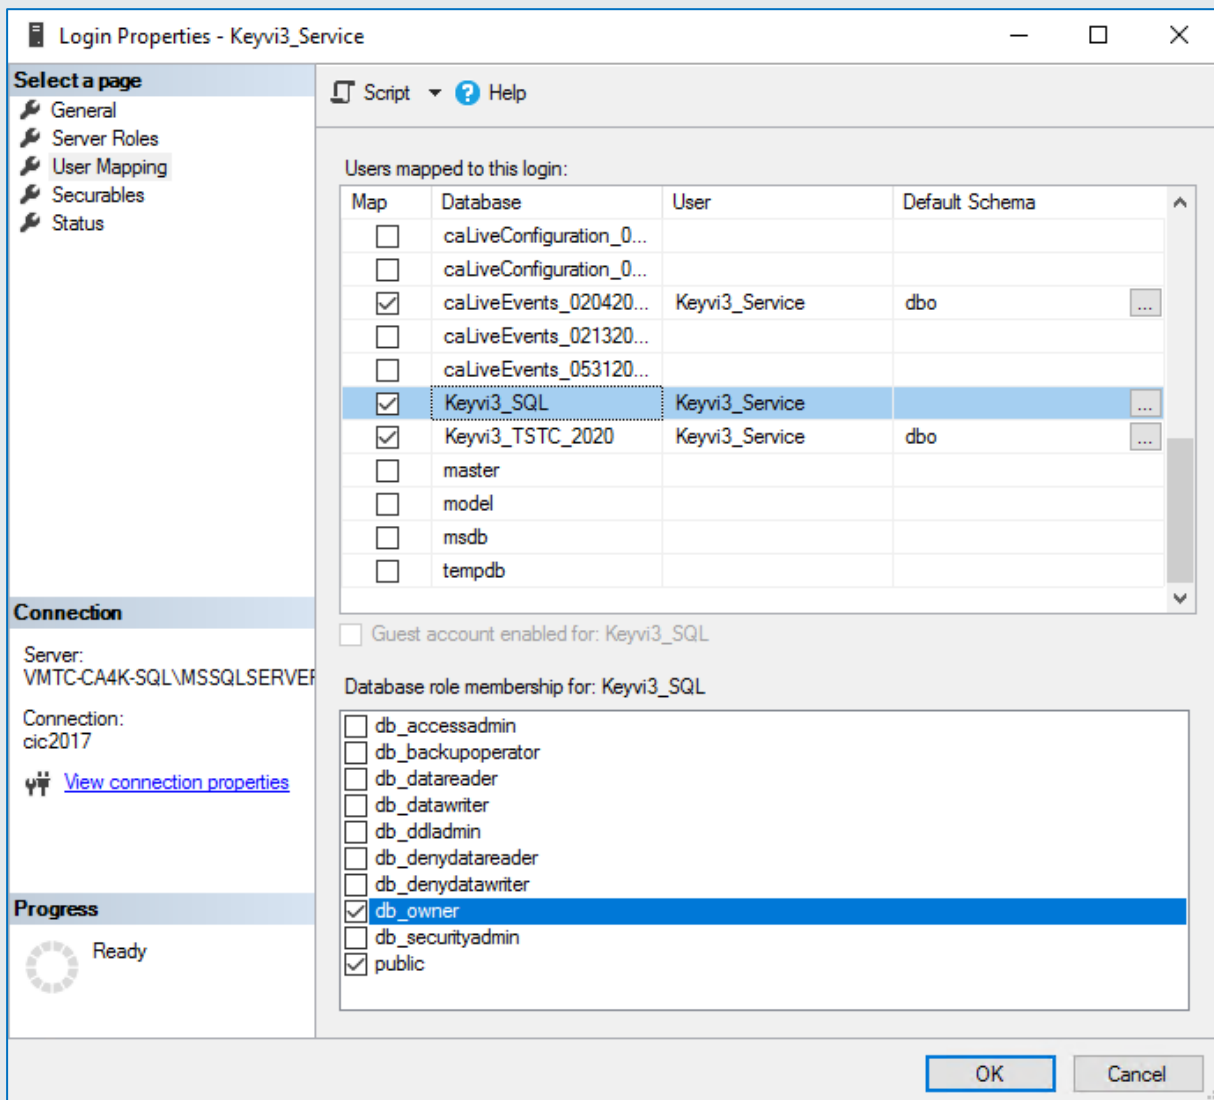 Login Properties - Keyvi3_Service
Select a page
General
Server Roles
User Mapping
Securables
Status
Script
Help
Users mapped to this login:
Map Database User Default Schema
caLiveConfiguration_0...
caLiveConfiguration_0...
caLiveEvents_020420... Keyvi3_Service dbo ...
caLiveEvents_021320...
caLiveEvents_053120...
Keyvi3_SQL Keyvi3_Service ...
Keyvi3_TSTC_2020 Keyvi3_Service dbo ...
master
model
msdb
tempdb
Guest account enabled for: Keyvi3_SQL
Database role membership for: Keyvi3_SQL
db_accessadmin
db_backupoperator
db_datareader
db_datawriter
db_ddladmin
db_denydatareader
db_denydatawriter
db_owner
db_securityadmin
public
Connection
Server:
VMTC-CA4K-SQL\MSSQLSERVER
Connection:
cic2017
View connection properties
Progress
Ready
OK
Cancel